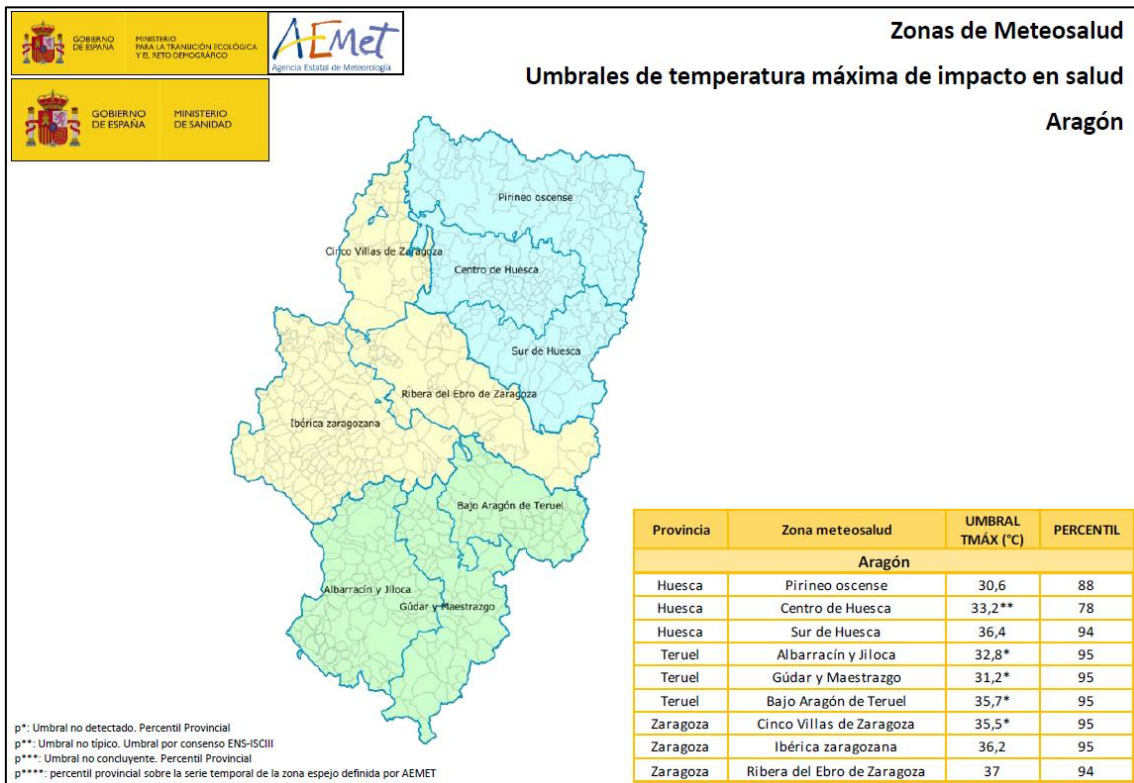 GOBIERNO
DE ESPAÑA
MINISTERIO
PARA LA TRANSICIÓN ECOLÓGICA
Y EL RETO DEMOGRÁFICO
AEMet
Agencia Estatal de Meteorología
GOBIERNO
DE ESPAÑA
MINISTERIO
DE SANIDAD
Zonas de Meteosalud
Umbrales de temperatura máxima de impacto en salud
Aragón
Pirineo oscense
Cinco Villas de Zaragoza
Centro de Huesca
Sur de Huesca
Ribera del Ebro de Zaragoza
Ibérica zaragozana
Bajo Aragón de Teruel
Albarracín y Jiloca
Gúdar y Maestrazgo
Provincia Zona meteosalud UMBRAL TMÁX (°C) PERCENTIL
Aragón
Huesca Pirineo oscense 30,6 88
Huesca Centro de Huesca 33,2** 78
Huesca Sur de Huesca 36,4 94
Teruel Albarracín y Jiloca 32,8* 95
Teruel Gúdar y Maestrazgo 31,2* 95
Teruel Bajo Aragón de Teruel 35,7* 95
Zaragoza Cinco Villas de Zaragoza 35,5* 95
Zaragoza Ibérica zaragozana 36,2 95
Zaragoza Ribera del Ebro de Zaragoza 37 94
p*: Umbral no detectado. Percentil Provincial
p**: Umbral no típico. Umbral por consenso ENS-ISCIII
p***: Umbral no concluyente. Percentil Provincial
p****: percentil provincial sobre la serie temporal de la zona espejo definida por AEMET